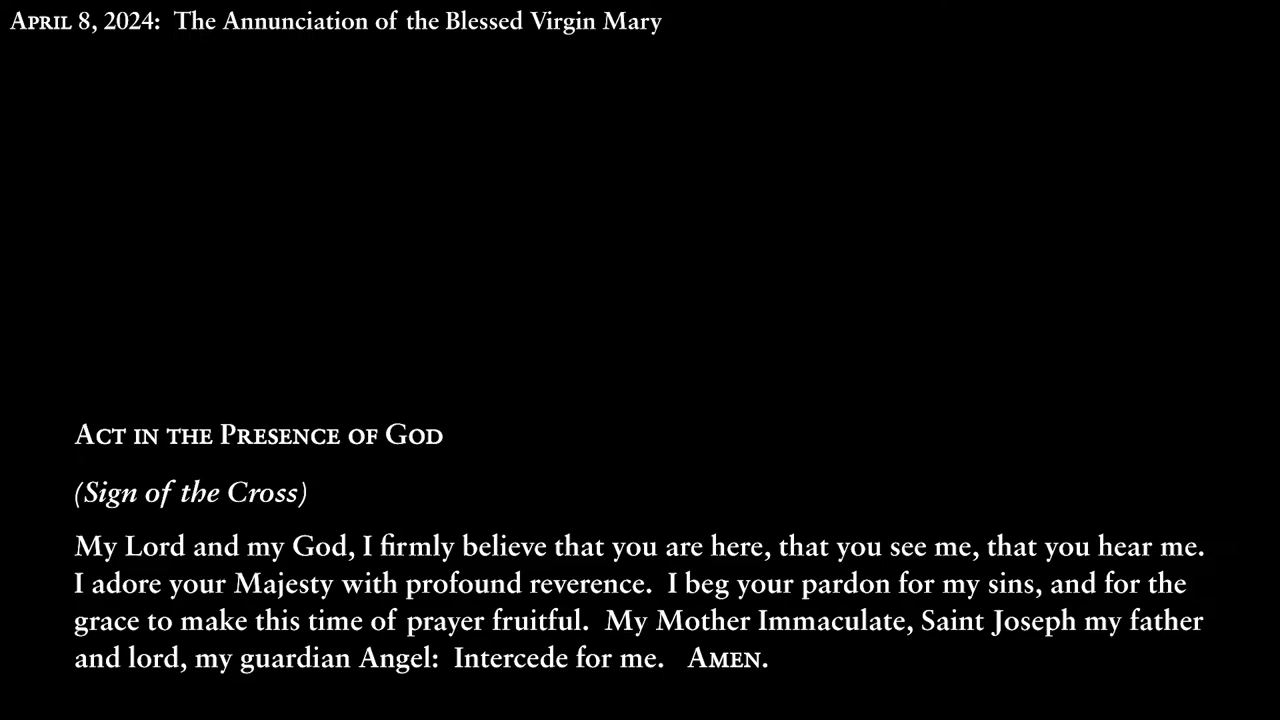 April 8, 2024: The Annunciation of the Blessed Virgin Mary
Act in the Presence of God
(Sign of the Cross)
My Lord and my God, I firmly believe that you are here, that you see me, that you hear me.
I adore your Majesty with profound reverence. I beg your pardon for my sins, and for the
grace to make this time of prayer fruitful. My Mother Immaculate, Saint Joseph my father
and lord, my guardian Angel: Intercede for me. Amen.